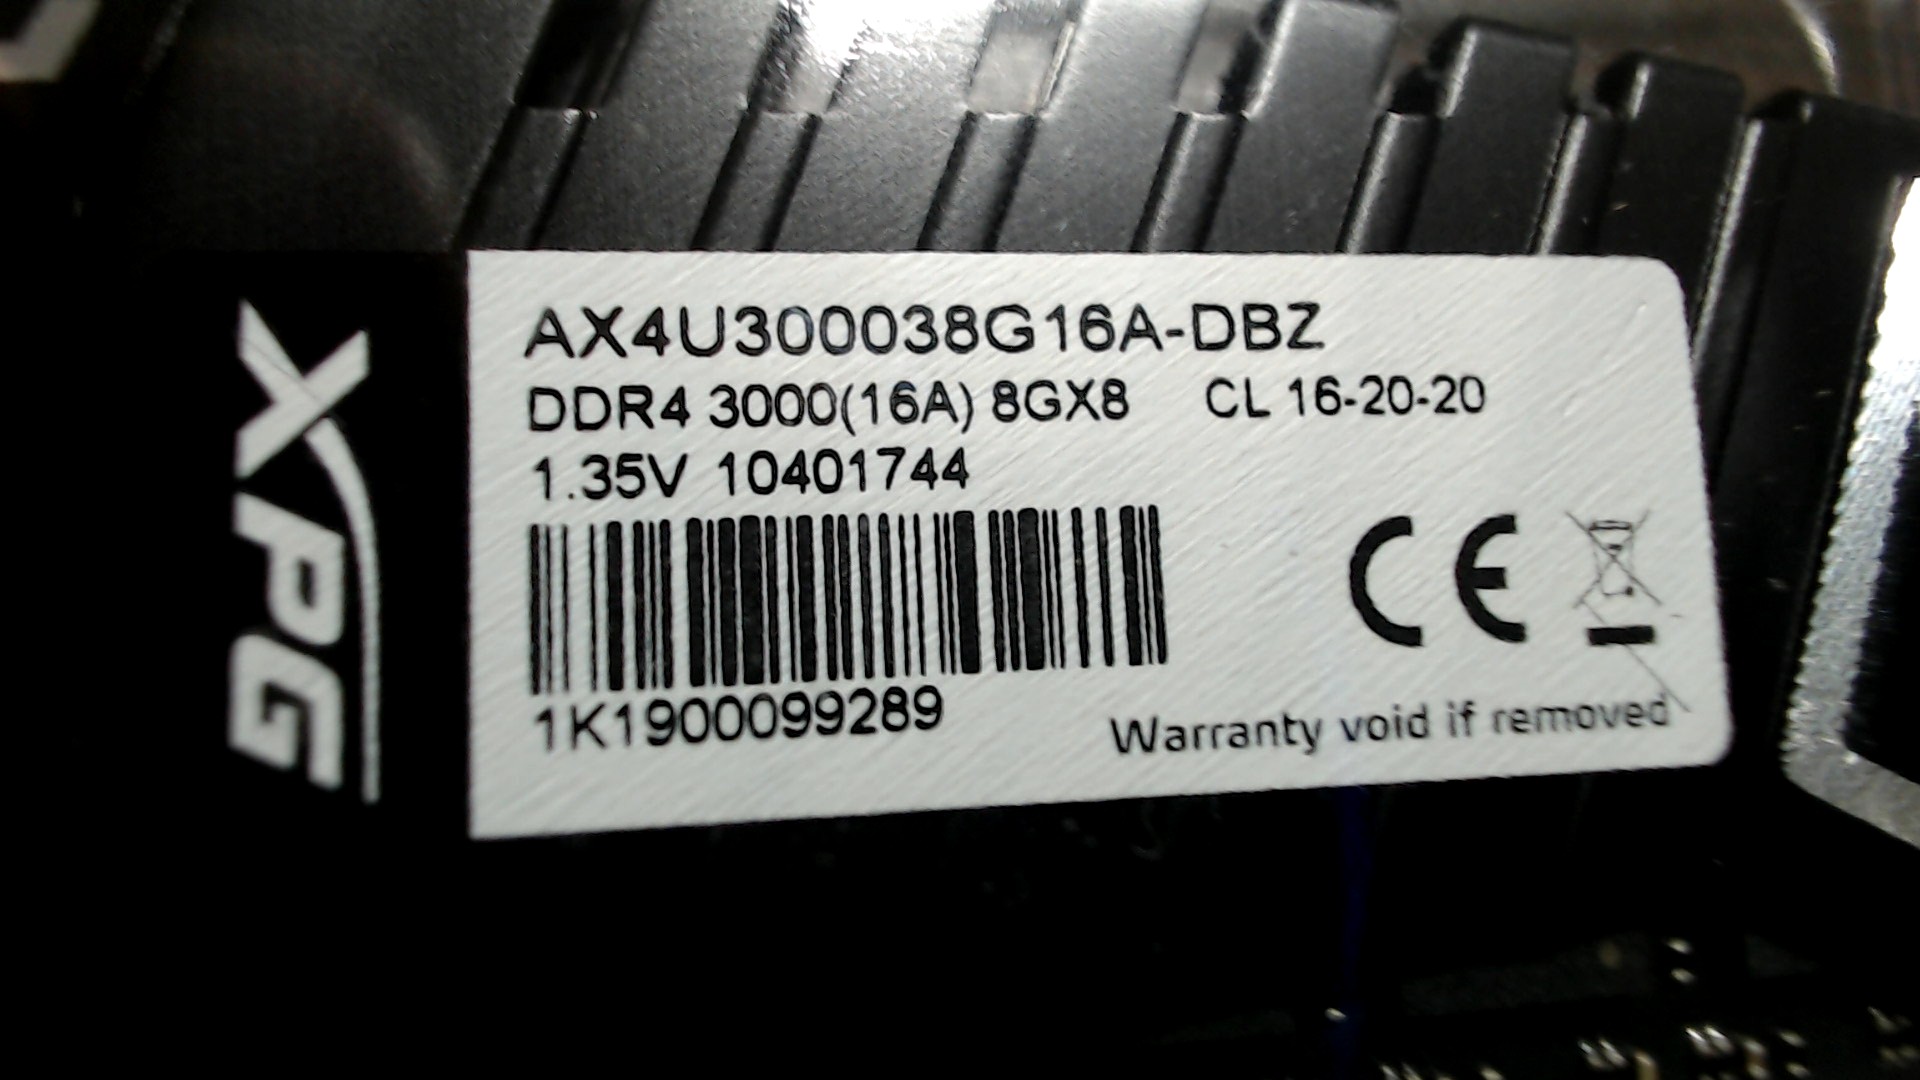 XPG
AX4U300038G16A-DBZ
DDR4 3000(16A) 8GX8 CL 16-20-20
1.35V 10401744
CE
1K1900099289
Warranty void if removed